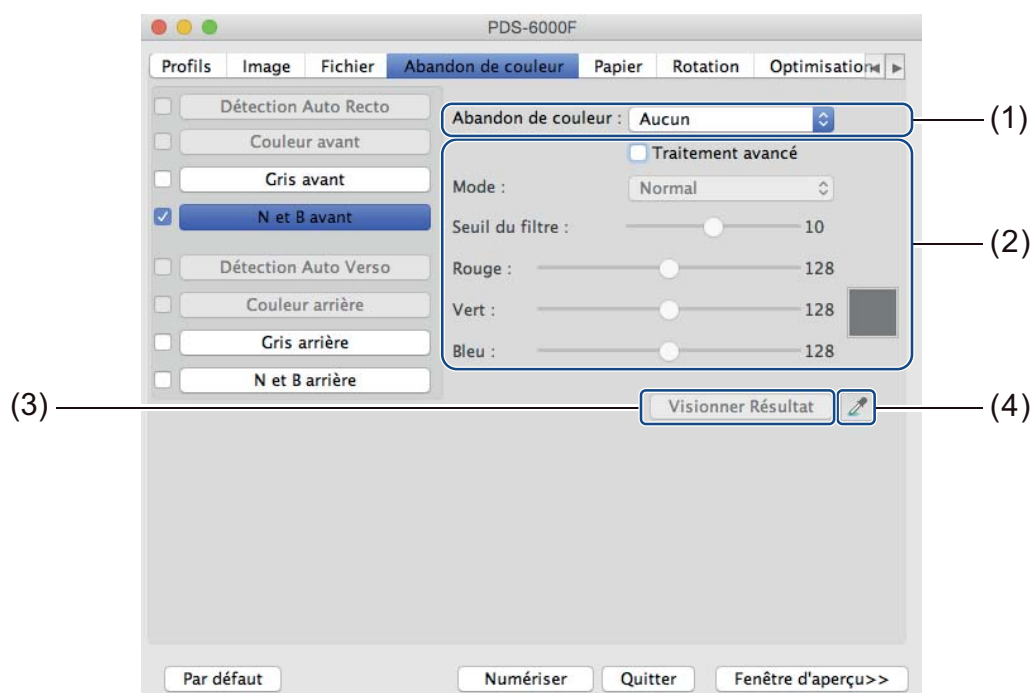 PDS-6000F
Profils Image Fichier Abandon de couleur Papier Rotation Optimisation
Détection Auto Recto
Couleur avant
Gris avant
N et B avant
Détection Auto Verso
Couleur arrière
Gris arrière
N et B arrière
Abandon de couleur : Aucun
(1)
Traitement avancé
Mode : Normal
Seuil du filtre : 10
(2)
Rouge : 128
Vert : 128
Bleu : 128
(3)
Visionner Résultat
(4)
Par défaut Numériser Quitter Fenêtre d'aperçu>>